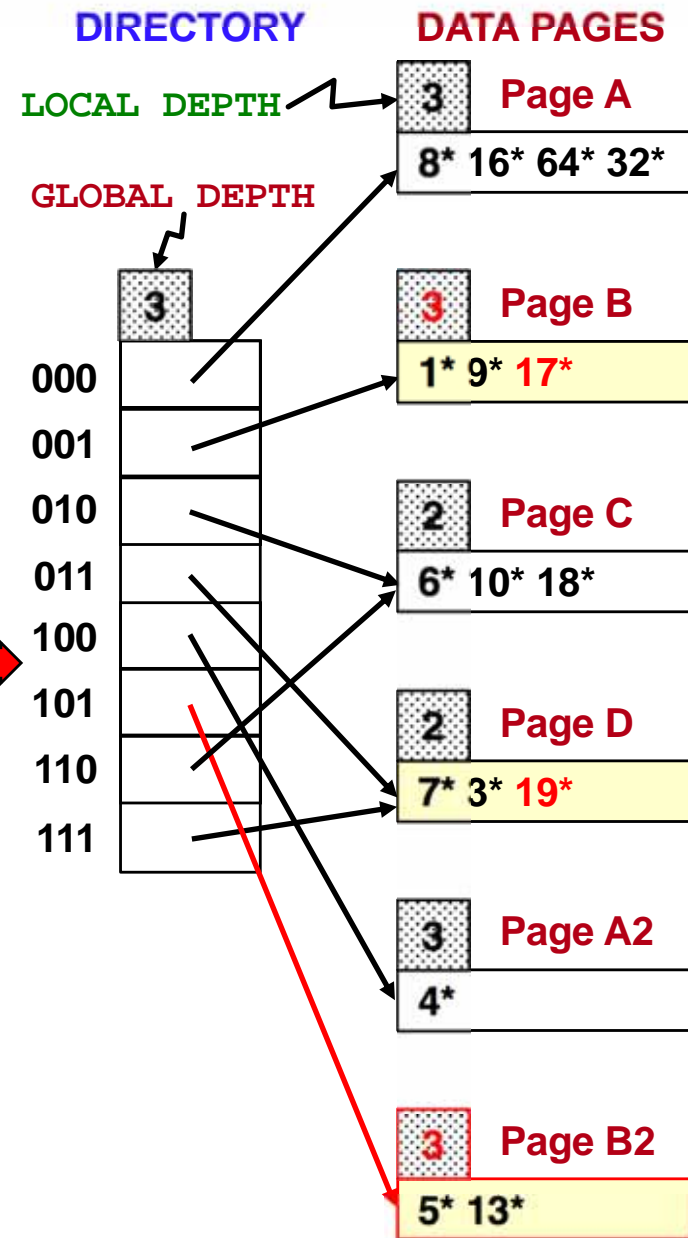 DIRECTORY DATA PAGES
LOCAL DEPTH 3 Page A
8* 16* 64* 32*
GLOBAL DEPTH
3
3 Page B
000
1* 9* 17*
001
010
2 Page C
011
6* 10* 18*
100
101
2 Page D
110
7* 3* 19*
111
3 Page A2
4*
3 Page B2
5* 13*